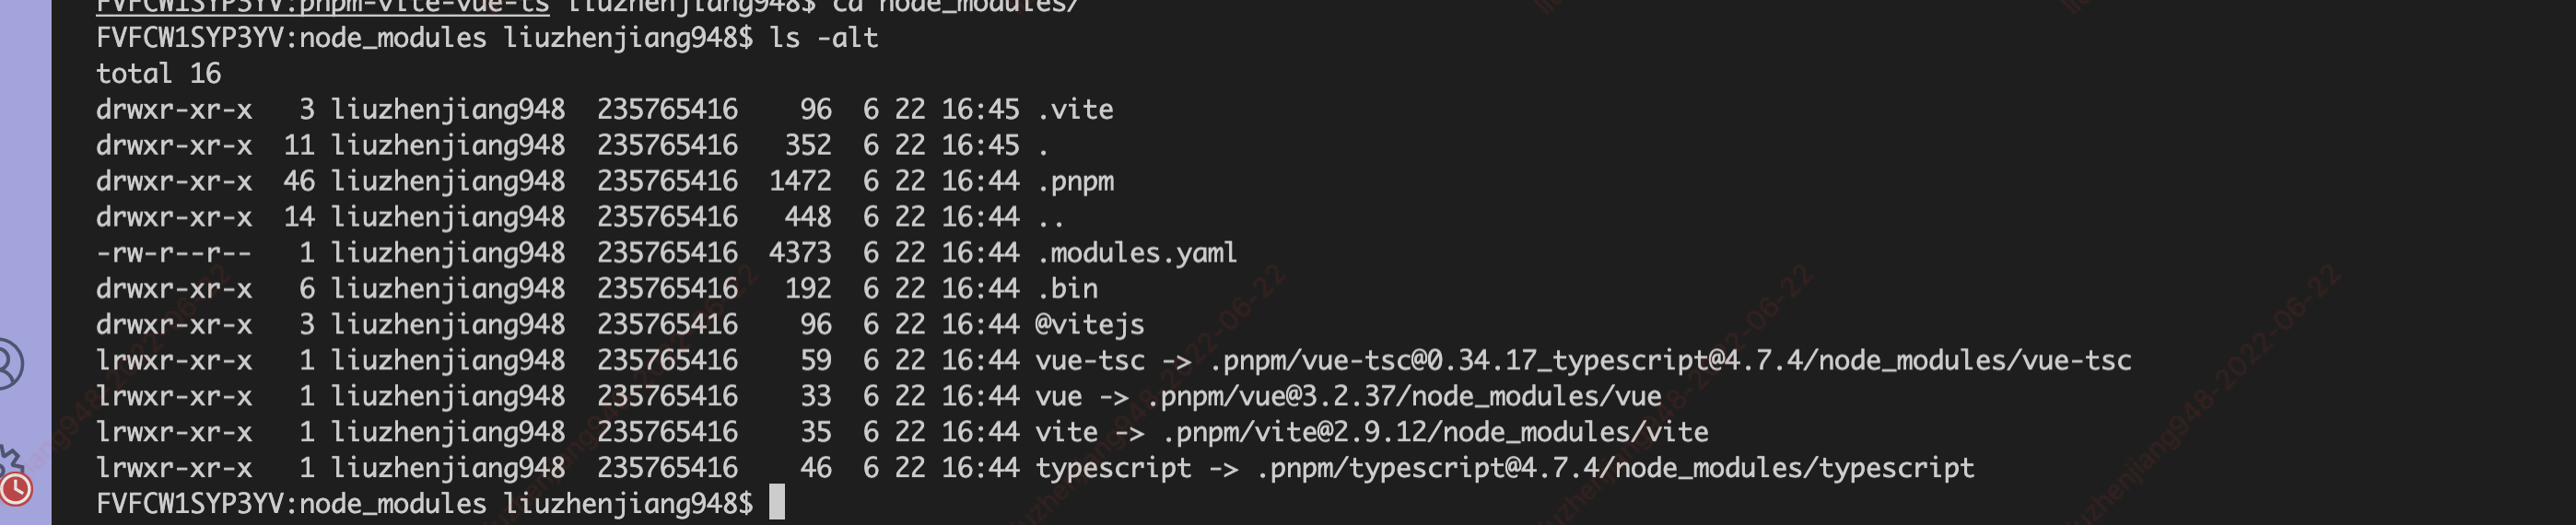 FVFCW1SYP3YV:pnpm-vite-vue-ts liuzhenjiang948$ cd node_modules/
FVFCW1SYP3YV:node_modules liuzhenjiang948$ ls -alt
total 16
drwxr-xr-x   3 liuzhenjiang948  235765416    96  6 22 16:45 .vite
drwxr-xr-x  11 liuzhenjiang948  235765416   352  6 22 16:45 .
drwxr-xr-x  46 liuzhenjiang948  235765416  1472  6 22 16:44 .pnpm
drwxr-xr-x  14 liuzhenjiang948  235765416   448  6 22 16:44 ..
-rw-r--r--   1 liuzhenjiang948  235765416  4373  6 22 16:44 .modules.yaml
drwxr-xr-x   6 liuzhenjiang948  235765416   192  6 22 16:44 .bin
drwxr-xr-x   3 liuzhenjiang948  235765416    96  6 22 16:44 @vitejs
lrwxr-xr-x   1 liuzhenjiang948  235765416    59  6 22 16:44 vue-tsc -> .pnpm/vue-tsc@0.34.17_typescript@4.7.4/node_modules/vue-tsc
lrwxr-xr-x   1 liuzhenjiang948  235765416    33  6 22 16:44 vue -> .pnpm/vue@3.2.37/node_modules/vue
lrwxr-xr-x   1 liuzhenjiang948  235765416    35  6 22 16:44 vite -> .pnpm/vite@2.9.12/node_modules/vite
lrwxr-xr-x   1 liuzhenjiang948  235765416    46  6 22 16:44 typescript -> .pnpm/typescript@4.7.4/node_modules/typescript
FVFCW1SYP3YV:node_modules liuzhenjiang948$